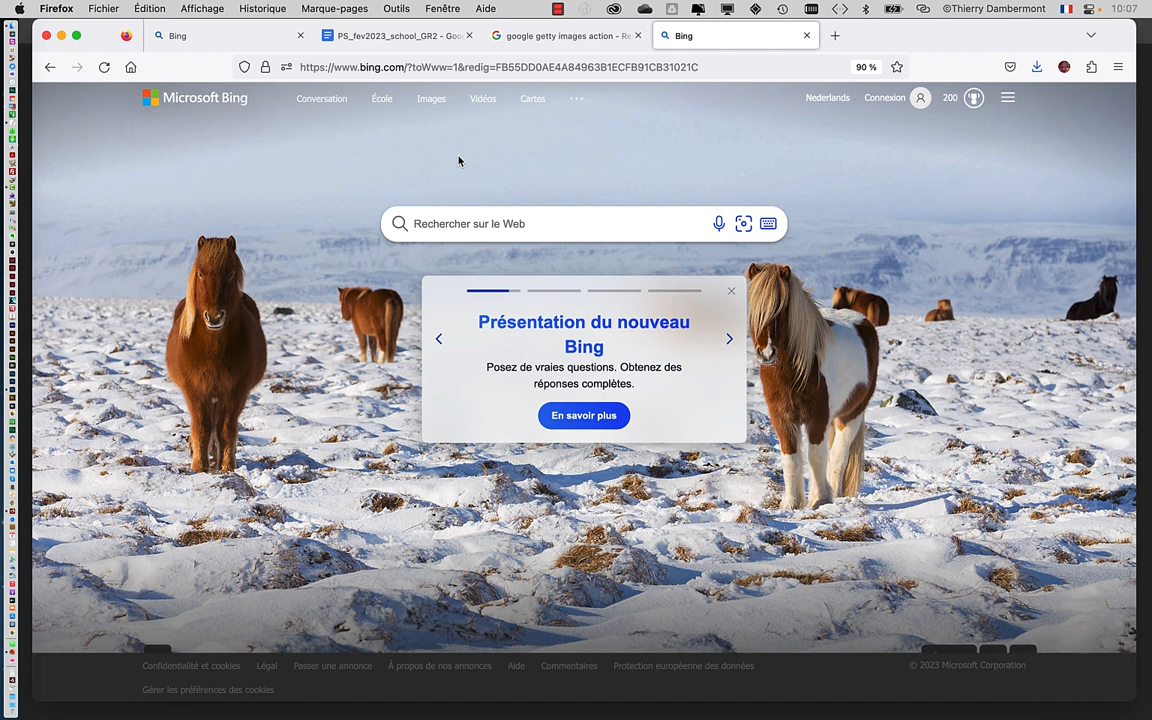 Firefox Fichier Édition Affichage Historique Marque-pages Outils Fenêtre Aide ©Thierry Dambermont 10:07
Bing PS_fev2023_school_GR2 - Goo google getty images action - Re Bing
https://www.bing.com/?toWww=1&redig=FB55DD0AE4A84963B1ECFB91CB31021C 90 %
Microsoft Bing Conversation École Images Vidéos Cartes ... Nederlands Connexion 200
Rechercher sur le Web
Présentation du nouveau
Bing
Posez de vraies questions. Obtenez des
réponses complètes.
En savoir plus
Confidentialité et cookies Légal Passer une annonce À propos de nos annonces Aide Commentaires Protection européenne des données © 2023 Microsoft Corporation
Gérer les préférences des cookies